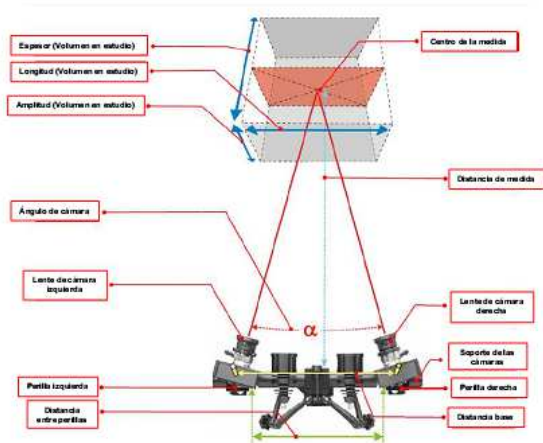 Espesor (Volumen en estudio)
Centro de la medida
Longitud (Volumen en estudio)
Amplitud (Volumen en estudio)
Distancia de medida
Ángulo de cámara
Lente de cámara
izquierda
Lente de cámara
derecha
α
Soporte de las
cámaras
Perilla izquierda
Perilla derecha
Distancia
entre perillas
Distancia base